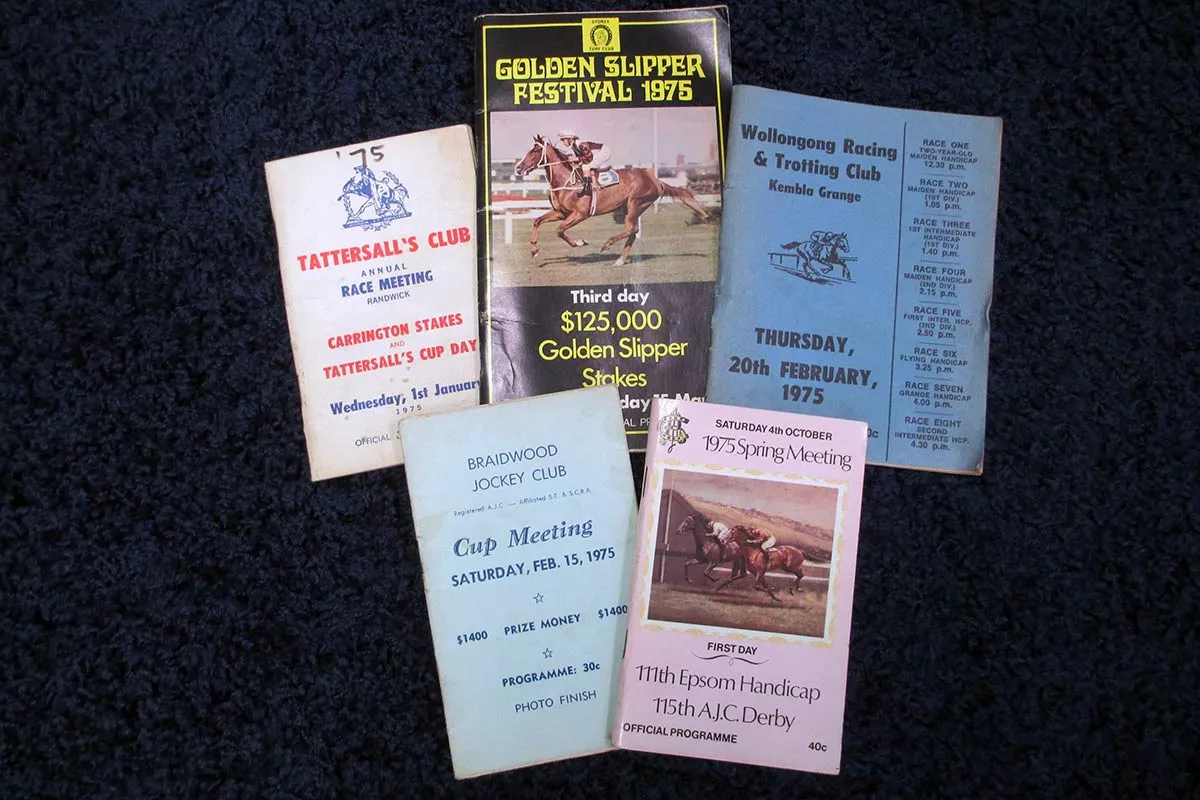 '75
TATTERSALL'S CLUB
ANNUAL
RACE MEETING
RANDWICK
CARRINGTON STAKES
AND
TATTERSALL'S CUP DAY
Wednesday, 1st January
1975
OFFICIAL
SYDNEY
TURF CLUB
GOLDEN SLIPPER
FESTIVAL 1975
Third day
$125,000
Golden Slipper
Stakes
Wollongong Racing
& Trotting Club
Kembla Grange
THURSDAY,
20th FEBRUARY,
1975
RACE ONE
TWO-YEAR-OLD
MAIDEN HANDICAP
12.30 p.m.
RACE TWO
MAIDEN HANDICAP
(1ST DIV.)
1.05 p.m.
RACE THREE
1ST INTERMEDIATE
HANDICAP
(1ST DIV.)
1.40 p.m.
RACE FOUR
MAIDEN HANDICAP
(2ND DIV.)
2.15 p.m.
RACE FIVE
FIRST INTER. HCP.
(2ND DIV.)
2.50 p.m.
RACE SIX
FLYING HANDICAP
3.25 p.m.
RACE SEVEN
GRANGE HANDICAP
4.00 p.m.
RACE EIGHT
SECOND
INTERMEDIATE HCP.
4.30 p.m.
BRAIDWOOD
JOCKEY CLUB
Registered A.J.C. — Affiliated S.T. & S.C.R.A.
Cup Meeting
SATURDAY, FEB. 15, 1975
$1400 PRIZE MONEY $1400
PROGRAMME: 30c
PHOTO FINISH
SATURDAY 4th OCTOBER
1975 Spring Meeting
FIRST DAY
111th Epsom Handicap
115th A.J.C. Derby
OFFICIAL PROGRAMME
40c